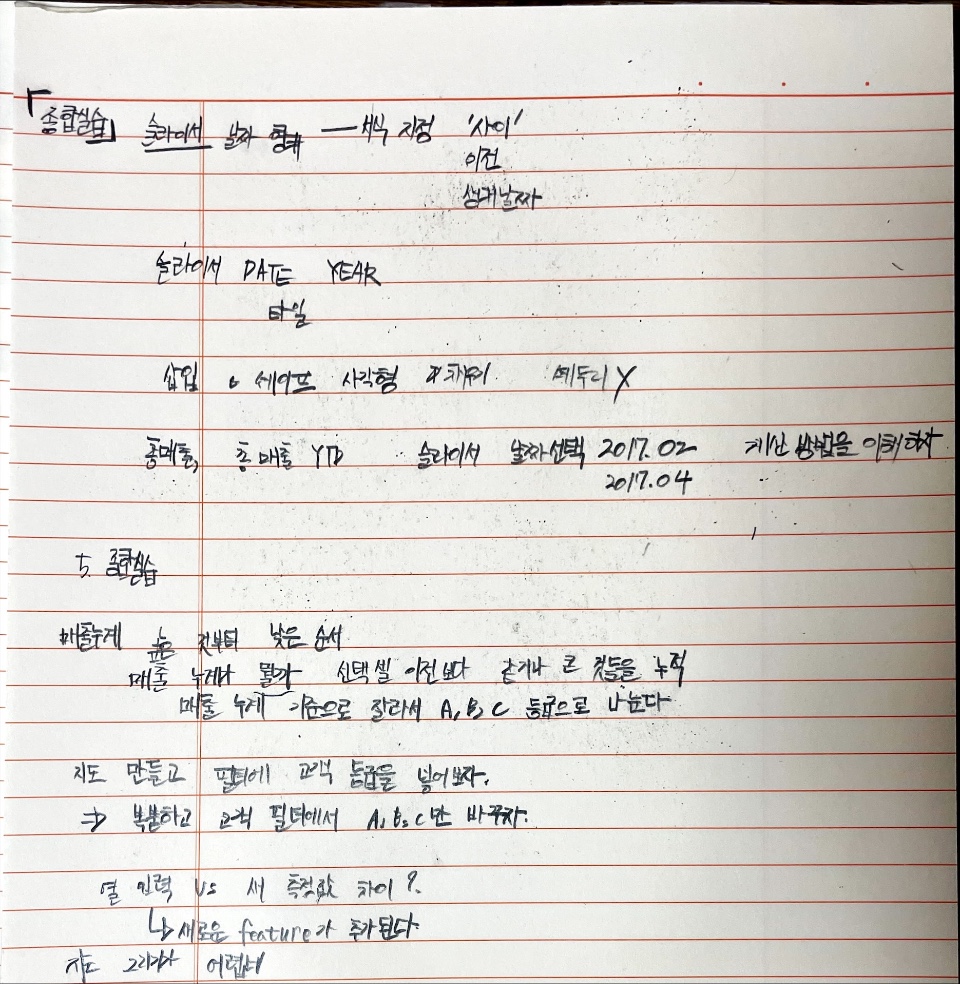 「종합실습」 슬라이서 날짜 형식 — 서식 지정 '사이'
이전
상대날짜
슬라이서 DATE YEAR
타일
삽입 셰이프 사각형 채우기 테두리 X
총매출, 총매출 YTD 슬라이서 날짜선택 2017.02 계산 방법을 이해하자
2017.04
5. 종합실습
매출누계 높은 것부터 낮은 순서
매출 누계가 뭘까 선택 셀 이전보다 같거나 큰 것들을 누적
매출 누계 기준으로 잘라서 A, B, C 등급으로 나눈다
지도 만들고 필터에 고객 등급을 넣어보자.
⇒ 복붙하고 고객 필터에서 A, B, C만 바꾸자.
열 입력 vs 새 측정값 차이?
↳ 새로운 feature가 추가된다.
지도 그리기가 어렵네